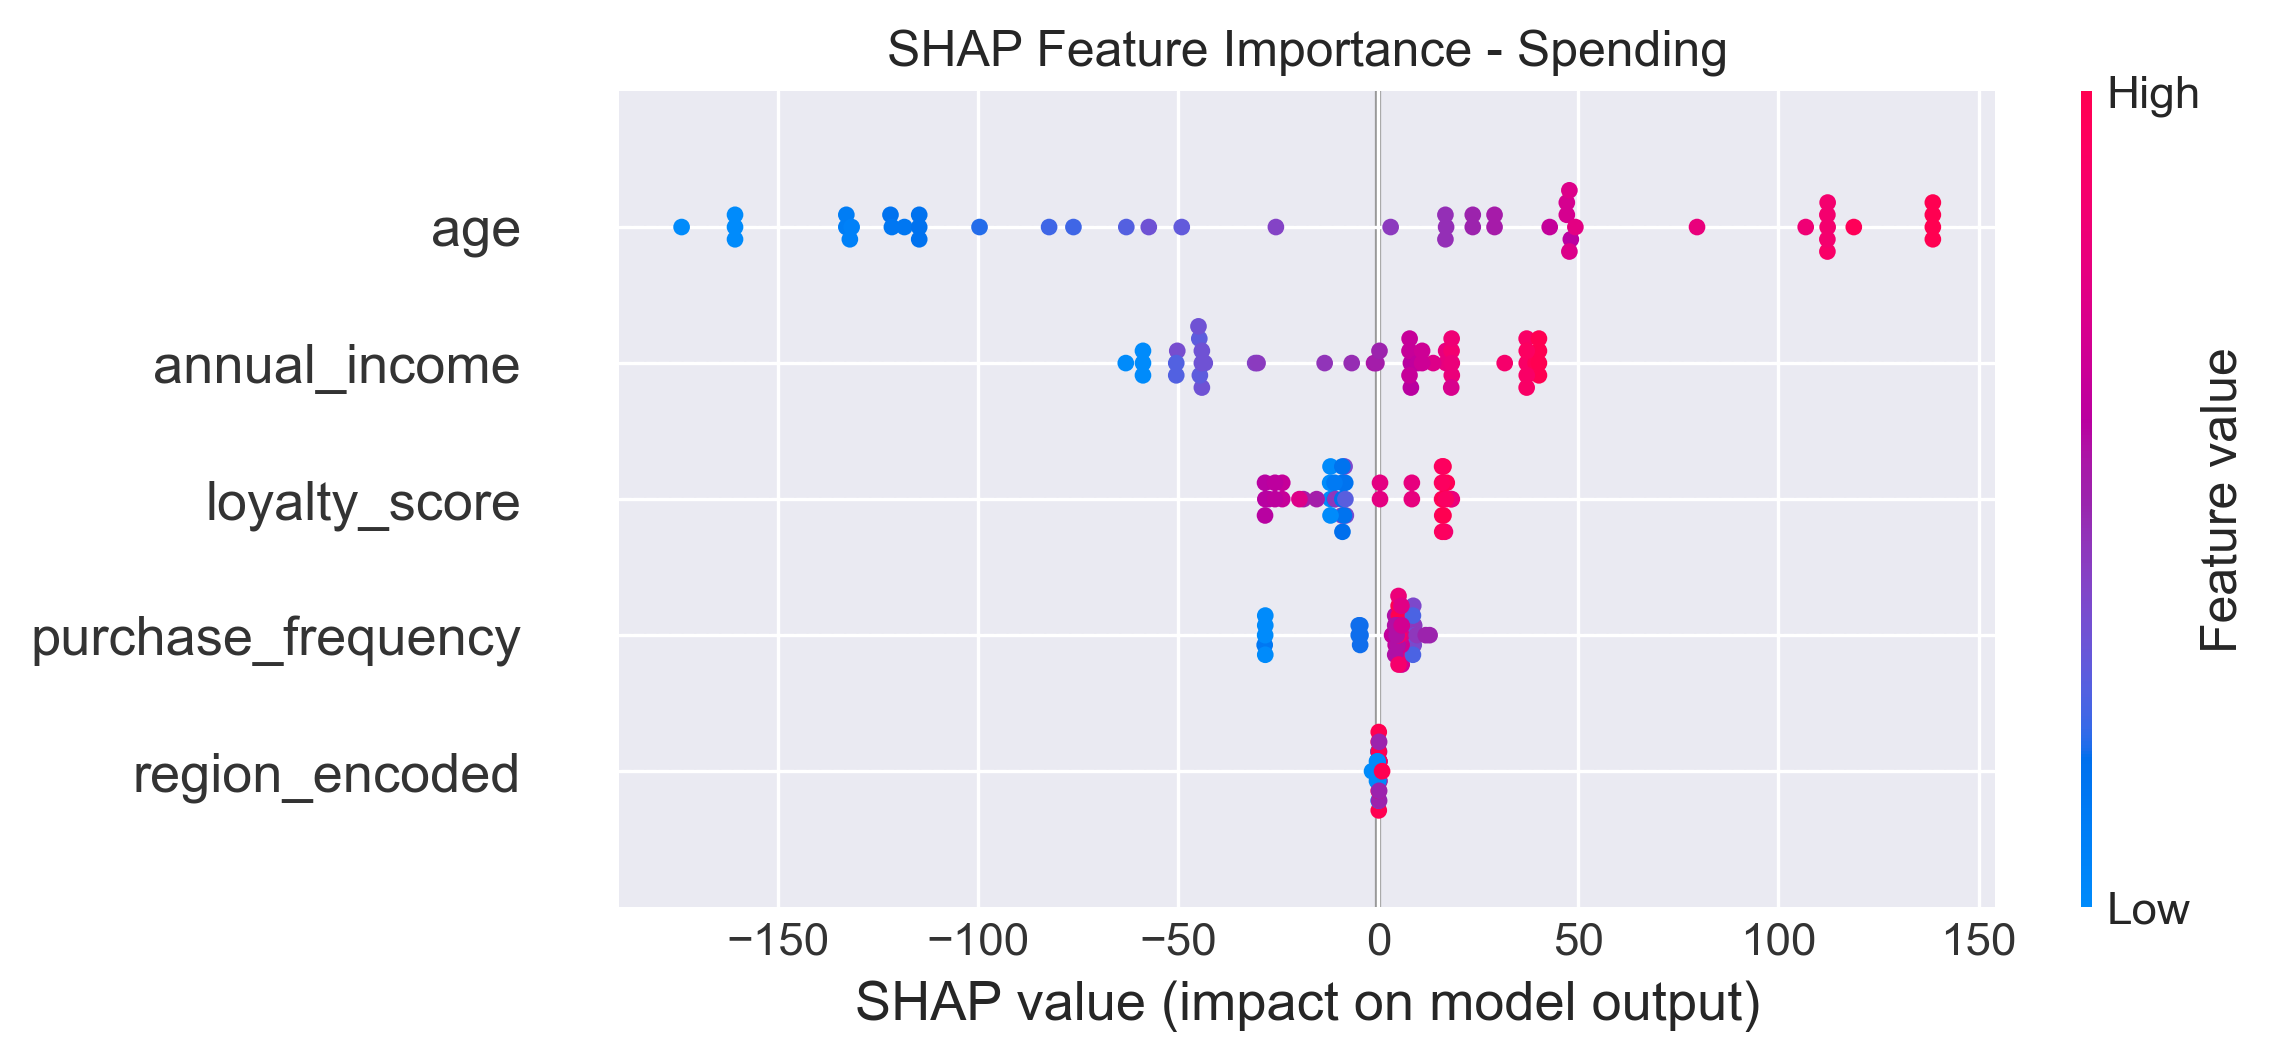 SHAP Feature Importance - Spending
High
age
annual_income
loyalty_score
purchase_frequency
region_encoded
Feature value
Low
−150 −100 −50 0 50 100 150
SHAP value (impact on model output)